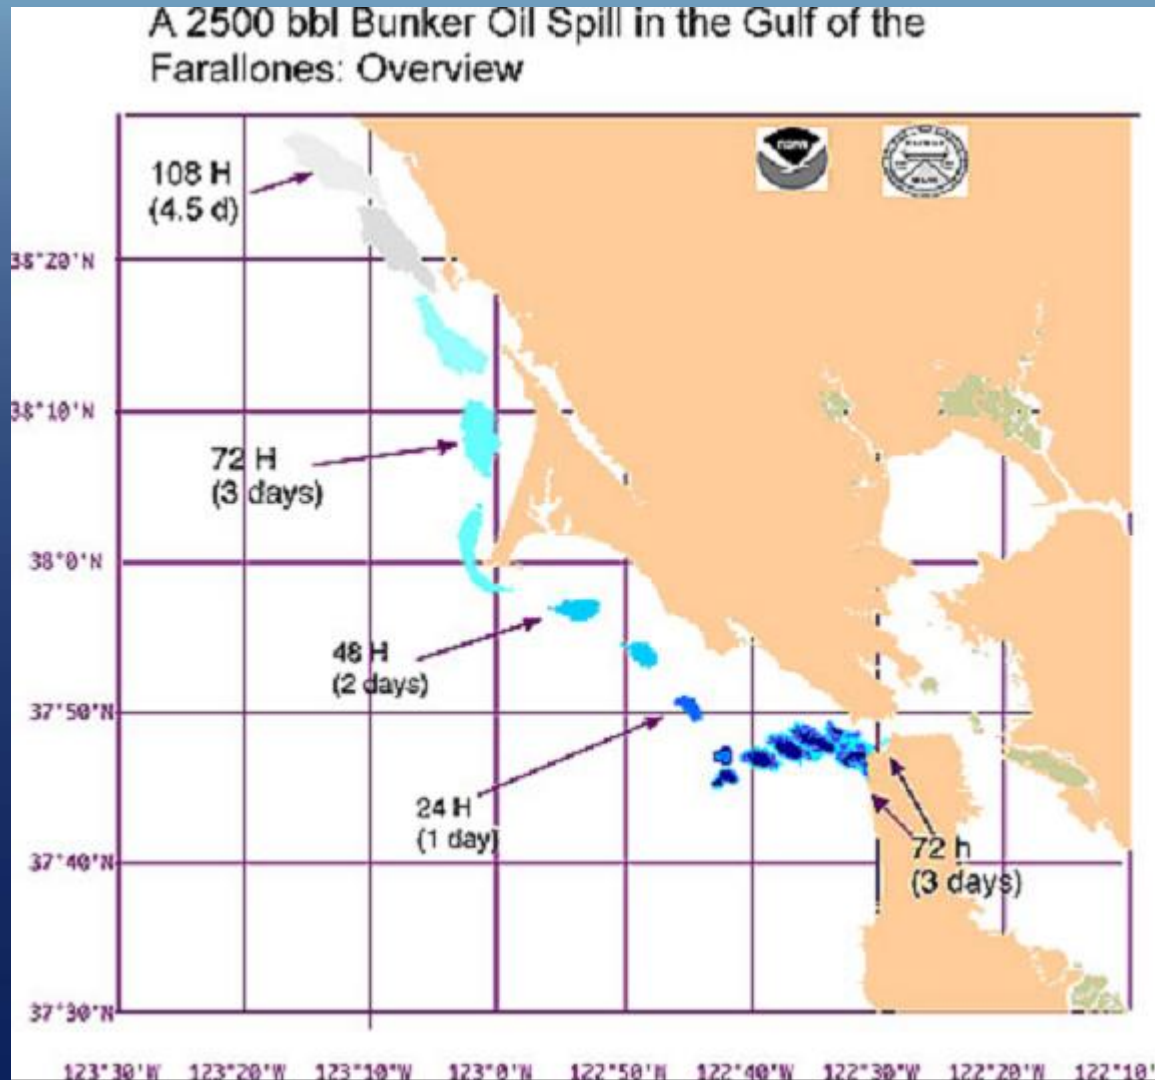 A 2500 bbl Bunker Oil Spill in the Gulf of the
Farallones: Overview
108 H
(4.5 d)
38°20'N
38°10'N
72 H
(3 days)
38°0'N
48 H
(2 days)
37°50'N
24 H
(1 day)
72 h
(3 days)
37°40'N
37°30'N
123°30'W 123°20'W 123°10'W 123°0'W 122°50'W 122°40'W 122°30'W 122°20'W